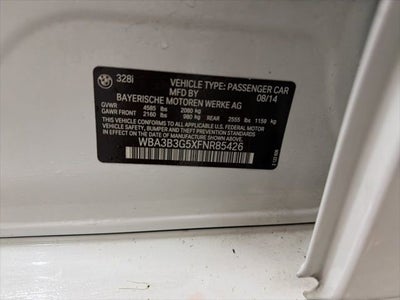 328i
VEHICLE TYPE: PASSENGER CAR
MFD BY 08/14
BAYERISCHE MOTOREN WERKE AG
GVWR 4585 lbs 2080 kg
GAWR FRONT 2160 lbs 980 kg REAR 2555 lbs 1159 kg
THIS VEHICLE CONFORMS TO ALL APPLICABLE U.S. FEDERAL
SAFETY, BUMPER AND THEFT PREVENTION STANDARDS
IN EFFECT ON THE DATE OF MANUFACTURE SHOWN ABOVE.
WBA3B3G5XFNR85426